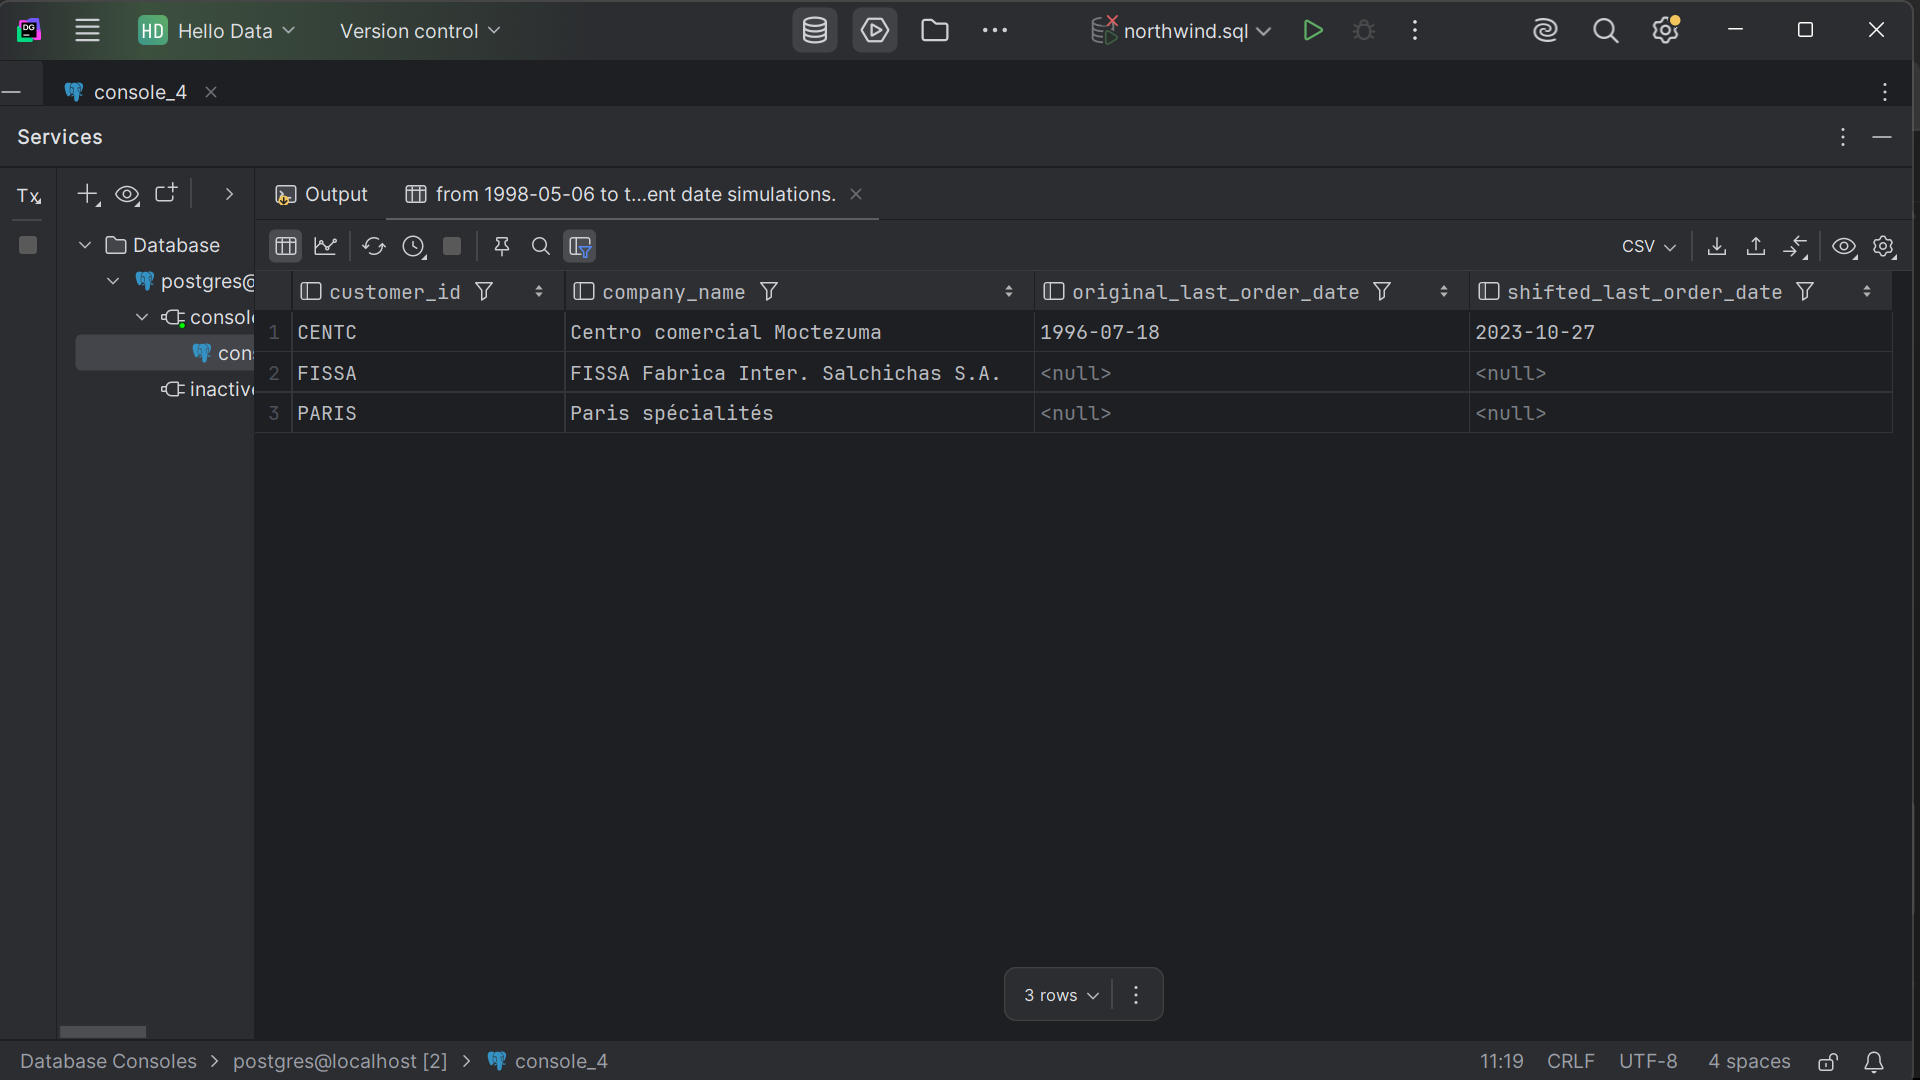 DG
HD Hello Data
Version control
northwind.sql
console_4
Services
Tx
Output
from 1998-05-06 to t...ent date simulations.
Database
CSV
postgres@
customer_id company_name original_last_order_date shifted_last_order_date
1 CENTC Centro comercial Moctezuma 1996-07-18 2023-10-27
2 FISSA FISSA Fabrica Inter. Salchichas S.A. <null> <null>
3 PARIS Paris spécialités <null> <null>
3 rows
Database Consoles > postgres@localhost [2] > console_4
11:19 CRLF UTF-8 4 spaces